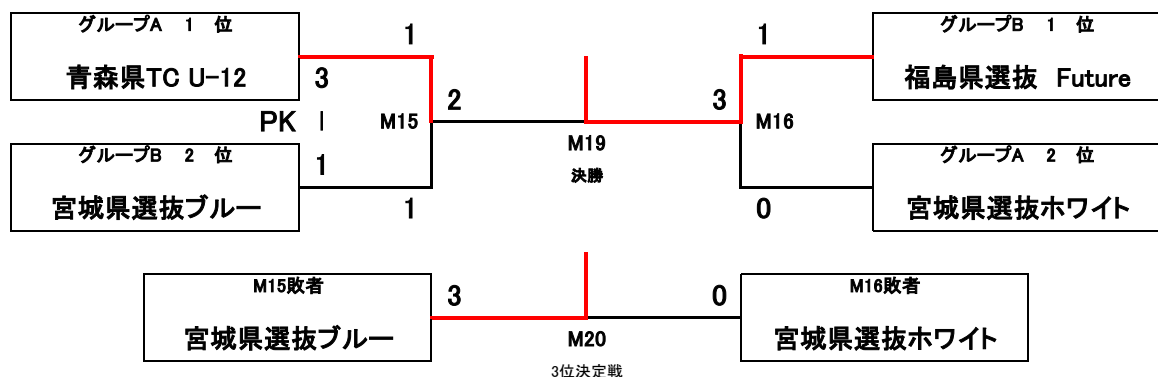 グループA 1 位
青森県TC U-12
1
3
PK
|
1
グループB 2 位
宮城県選抜ブルー
1
M15
2
M19
決勝
3
M16
1
グループB 1 位
福島県選抜 Future
グループA 2 位
宮城県選抜ホワイト
0
M15敗者
宮城県選抜ブルー
3
M20
3位決定戦
0
M16敗者
宮城県選抜ホワイト